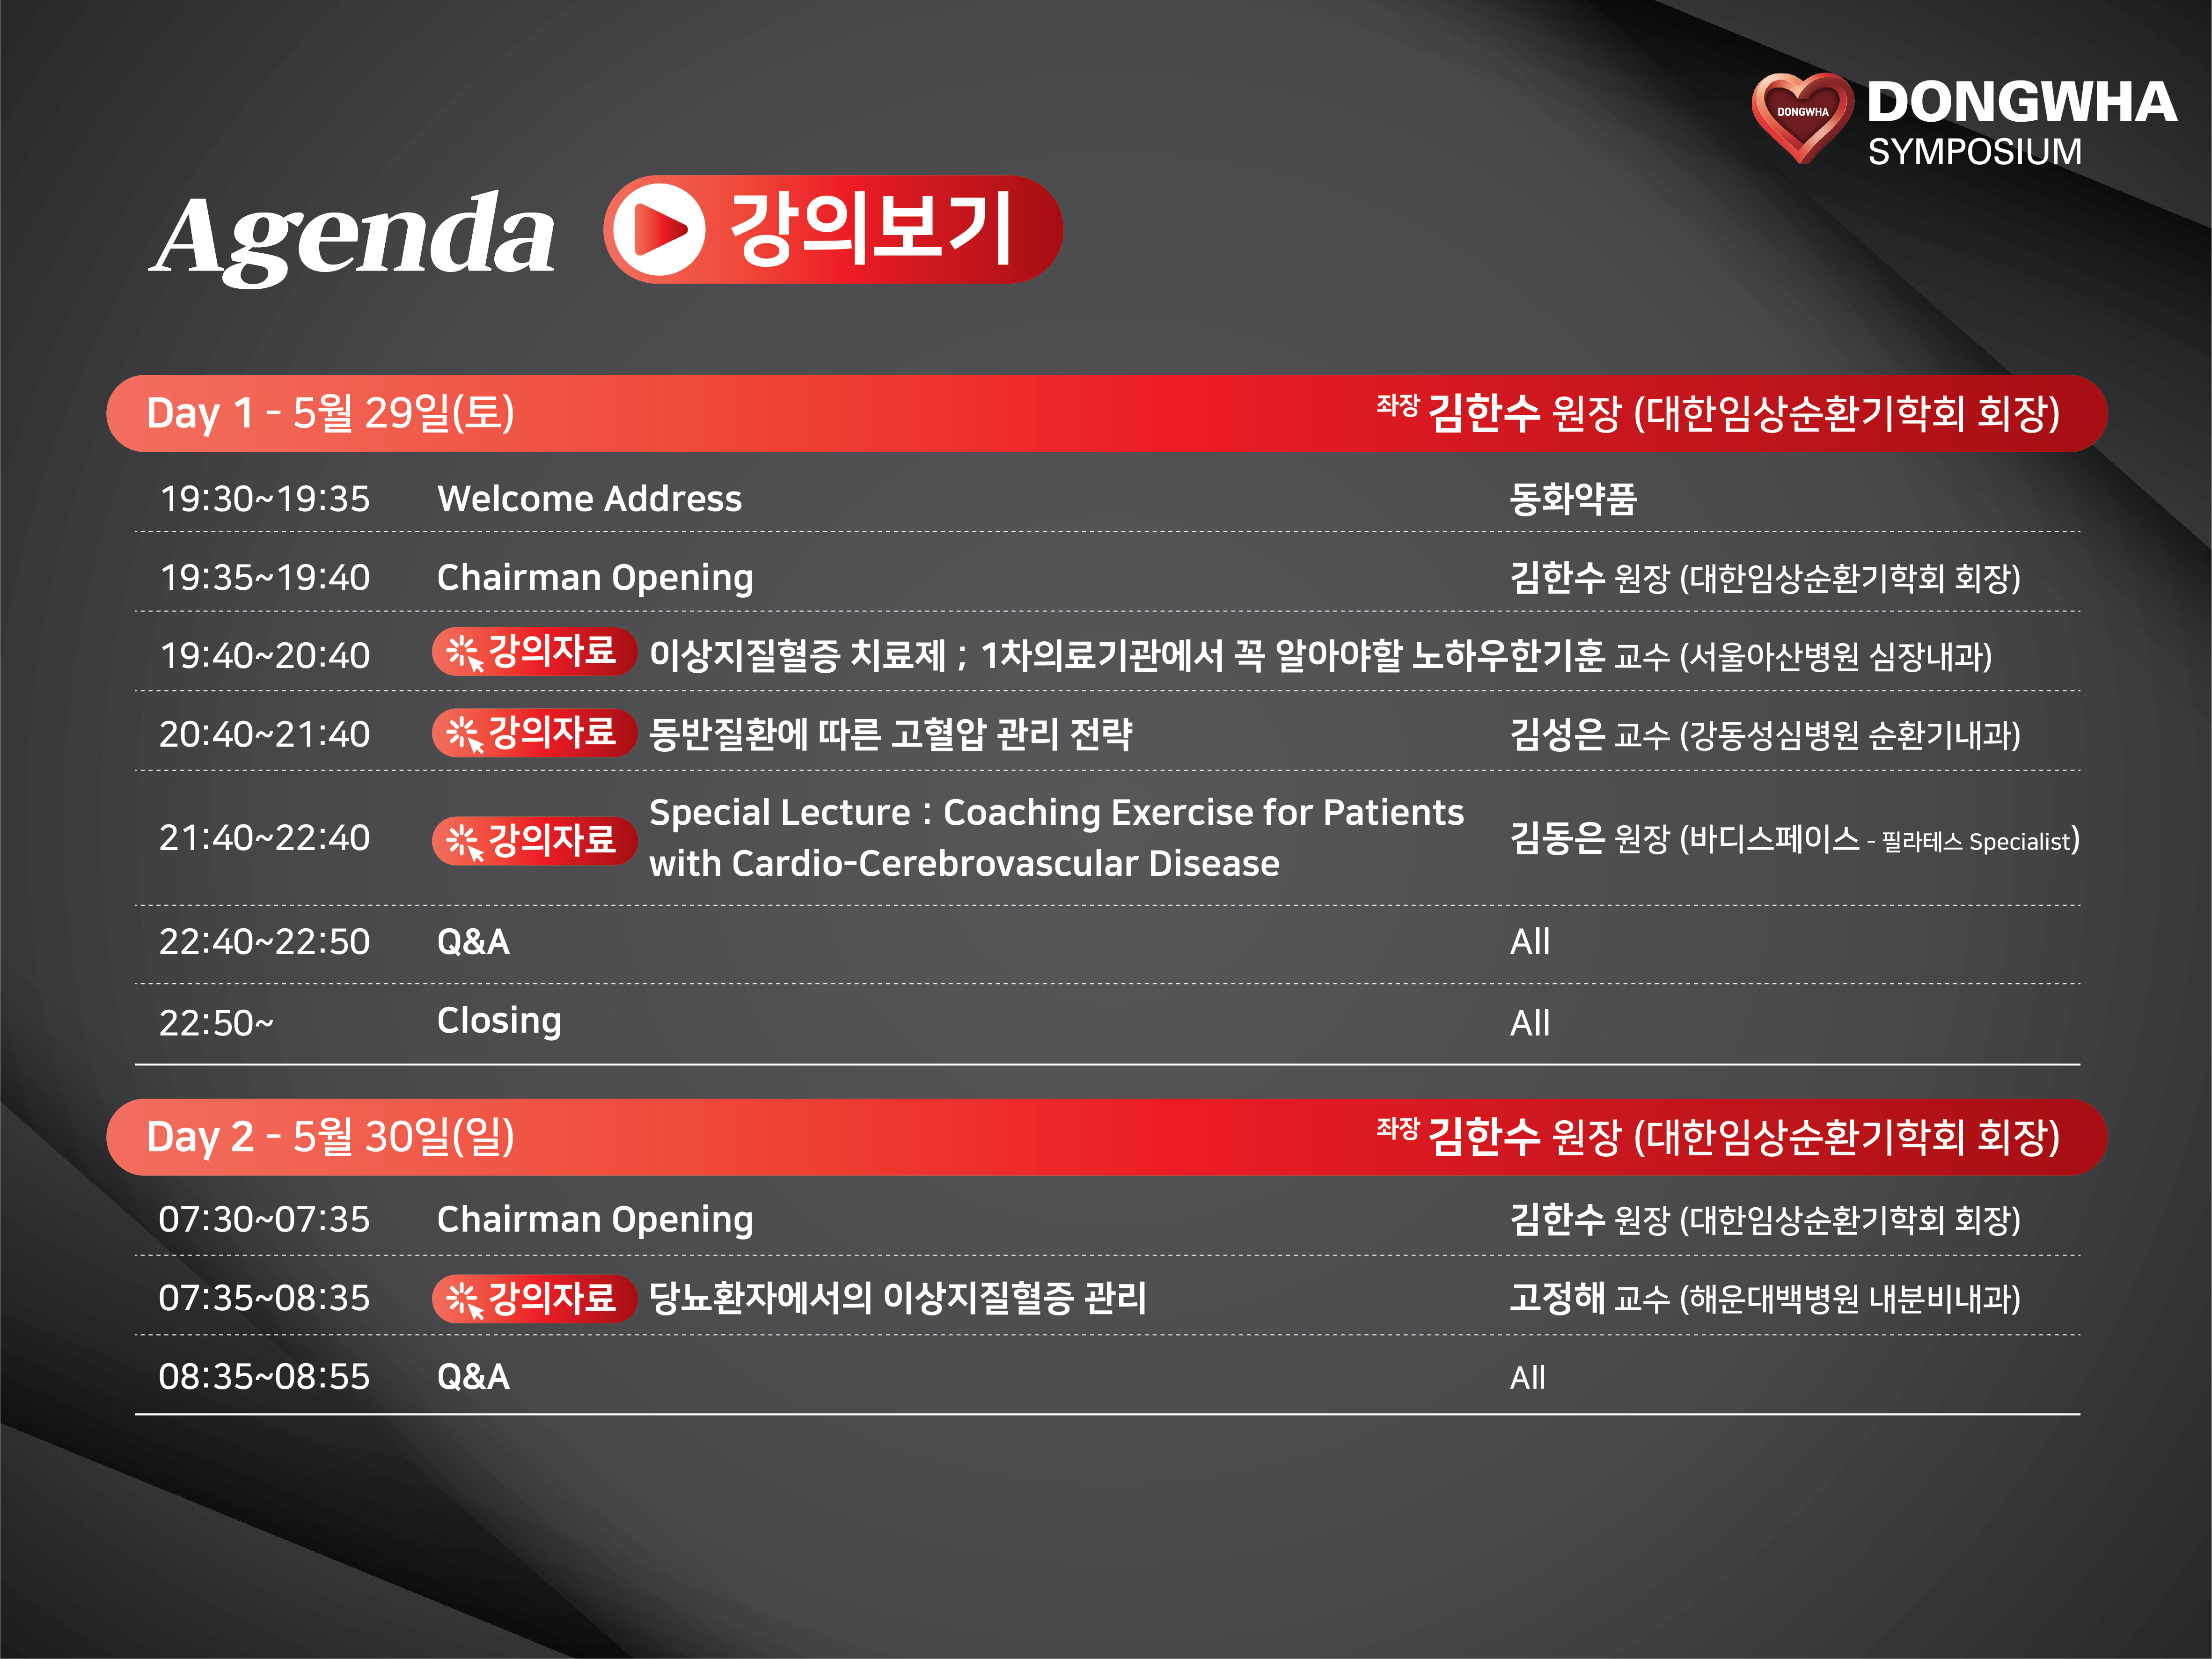 DONGWHA
DONGWHA
SYMPOSIUM
Agenda 강의보기
Day 1 - 5월 29일(토) 좌장 김한수 원장 (대한임상순환기학회 회장)
19:30~19:35 Welcome Address 동화약품
19:35~19:40 Chairman Opening 김한수 원장 (대한임상순환기학회 회장)
19:40~20:40 강의자료 이상지질혈증 치료제 ; 1차의료기관에서 꼭 알아야할 노하우 한기훈 교수 (서울아산병원 심장내과)
20:40~21:40 강의자료 동반질환에 따른 고혈압 관리 전략 김성은 교수 (강동성심병원 순환기내과)
21:40~22:40 강의자료 Special Lecture : Coaching Exercise for Patients
with Cardio-Cerebrovascular Disease 김동은 원장 (바디스페이스 - 필라테스 Specialist)
22:40~22:50 Q&A All
22:50~ Closing All
Day 2 - 5월 30일(일) 좌장 김한수 원장 (대한임상순환기학회 회장)
07:30~07:35 Chairman Opening 김한수 원장 (대한임상순환기학회 회장)
07:35~08:35 강의자료 당뇨환자에서의 이상지질혈증 관리 고정해 교수 (해운대백병원 내분비내과)
08:35~08:55 Q&A All